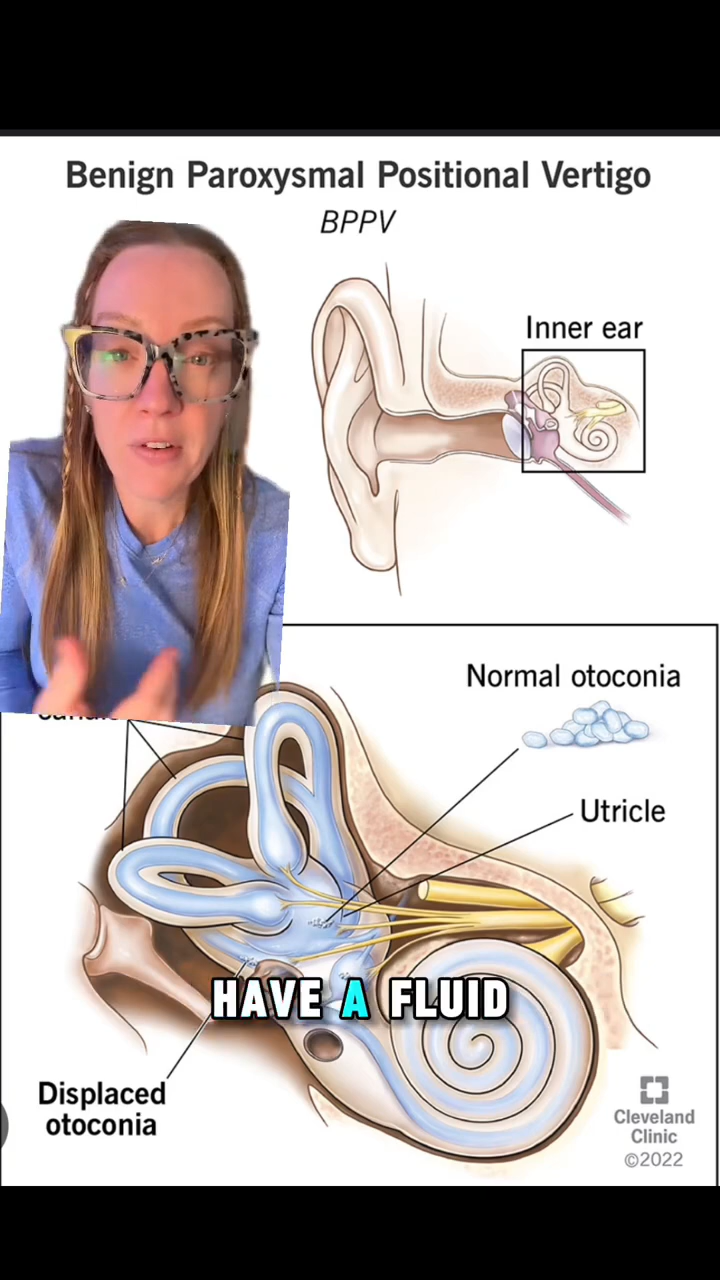 Benign Paroxysmal Positional Vertigo
BPPV
Inner ear
Normal otoconia
Utricle
HAVE A FLUID
Displaced
otoconia
Cleveland
Clinic
©2022